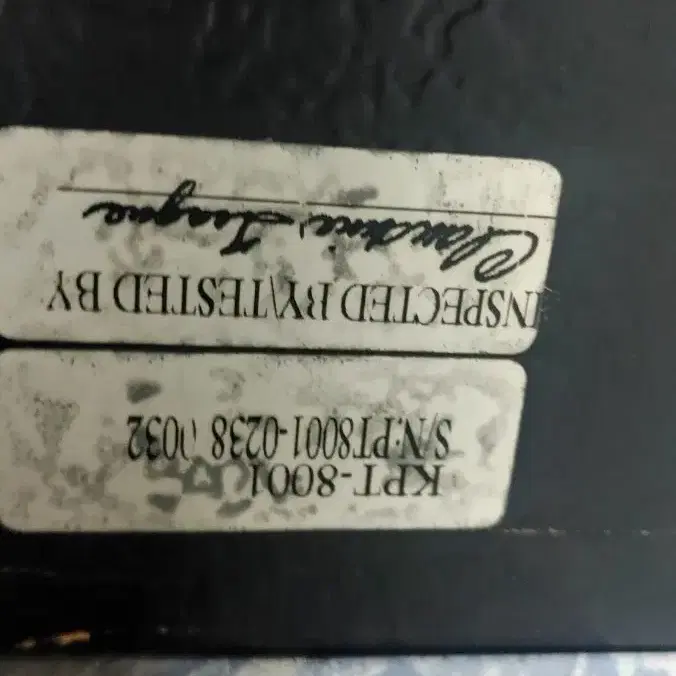 KPT-8001
S/N:PT8001-0238 0032
INSPECTED BY\TESTED BY